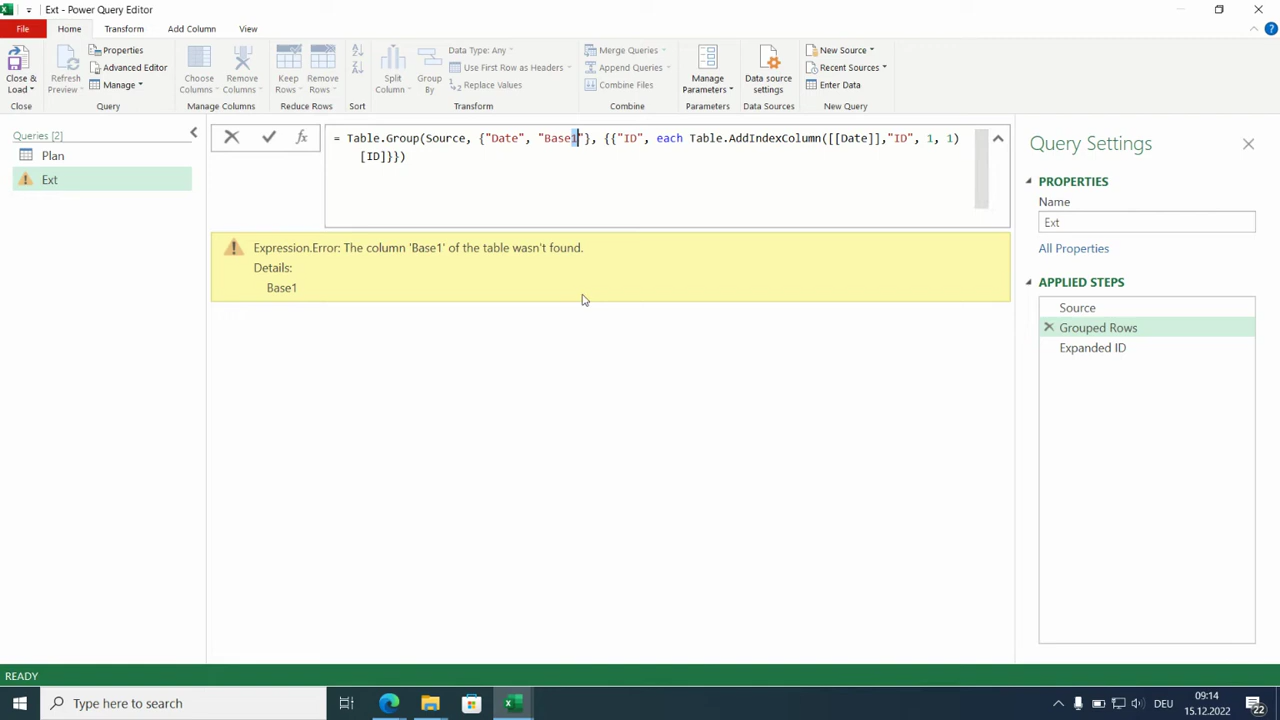 Ext - Power Query Editor
File
Home
Transform
Add Column
View
Close & Load
Close
Refresh Preview
Properties
Advanced Editor
Manage
Query
Choose Columns
Remove Columns
Manage Columns
Keep Rows
Remove Rows
Reduce Rows
Sort
Split Column
Group By
Data Type: Any
Use First Row as Headers
Replace Values
Transform
Merge Queries
Append Queries
Combine Files
Combine
Manage Parameters
Parameters
Data source settings
Data Sources
New Source
Recent Sources
Enter Data
New Query
Queries [2]
Plan
Ext
fx
= Table.Group(Source, {"Date", "Base1"}, {{"ID", each Table.AddIndexColumn([[Date]],"ID", 1, 1)
[ID]}})
Expression.Error: The column 'Base1' of the table wasn't found.
Details:
Base1
Query Settings
PROPERTIES
Name
Ext
All Properties
APPLIED STEPS
Source
Grouped Rows
Expanded ID
READY
Type here to search
DEU
09:14
15.12.2022
22